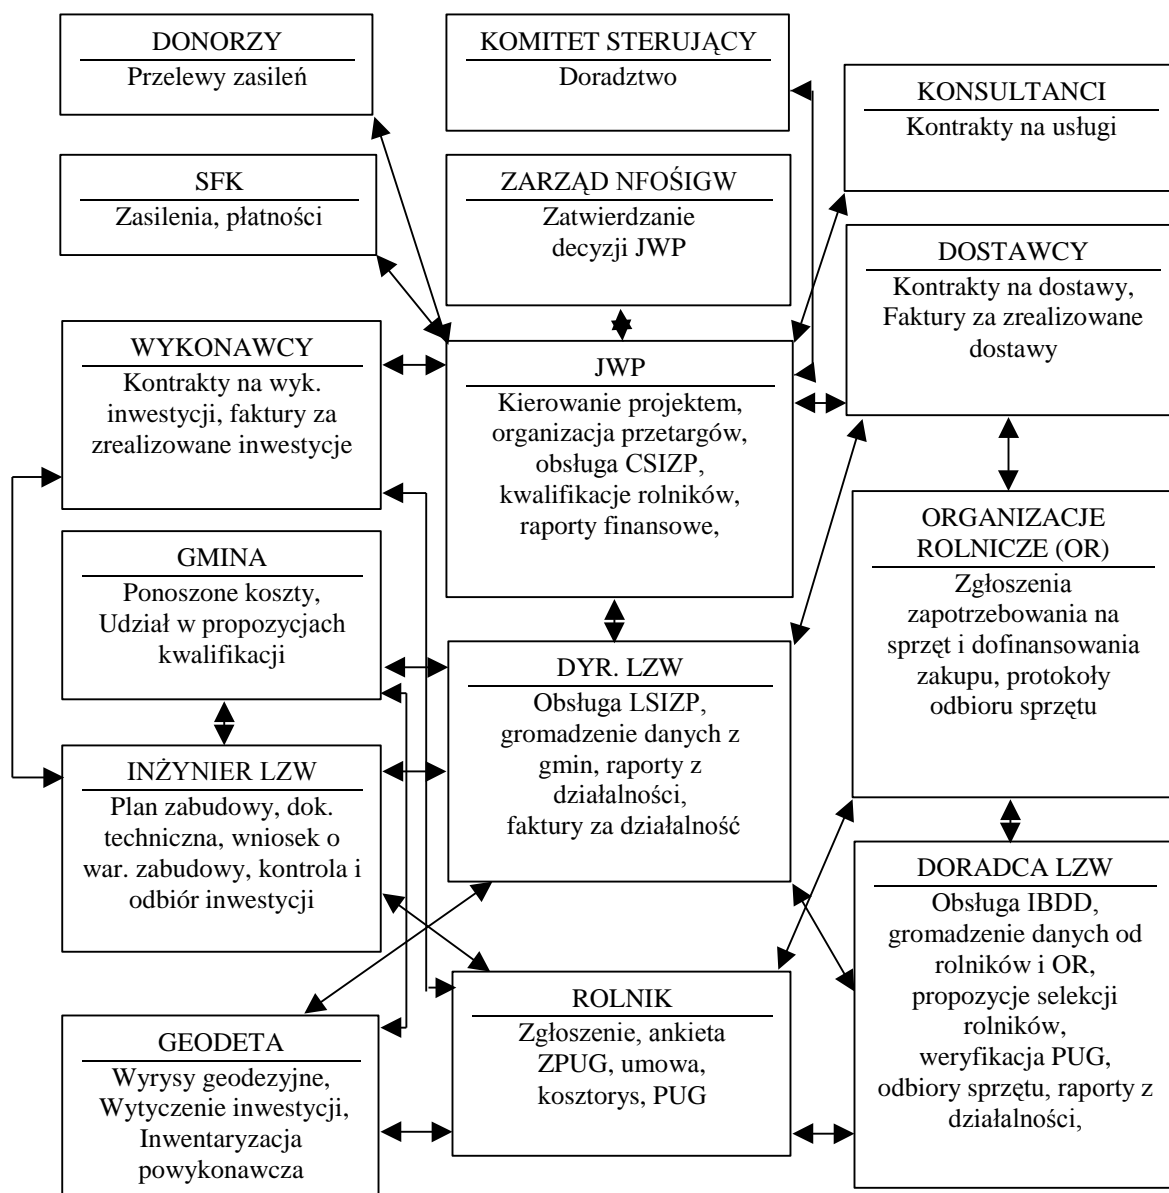 DONORZY
Przelewy zasileń
KOMITET STERUJĄCY
Doradztwo
KONSULTANCI
Kontrakty na usługi
SFK
Zasilenia, płatności
ZARZĄD NFOŚIGW
Zatwierdzanie
decyzji JWP
DOSTAWCY
Kontrakty na dostawy,
Faktury za zrealizowane
dostawy
WYKONAWCY
Kontrakty na wyk.
inwestycji, faktury za
zrealizowane inwestycje
JWP
Kierowanie projektem,
organizacja przetargów,
obsługa CSIZP,
kwalifikacje rolników,
raporty finansowe,
ORGANIZACJE
ROLNICZE (OR)
Zgłoszenia
zapotrzebowania na
sprzęt i dofinansowania
zakupu, protokoły
odbioru sprzętu
GMINA
Ponoszone koszty,
Udział w propozycjach
kwalifikacji
DYR. LZW
Obsługa LSIZP,
gromadzenie danych z
gmin, raporty z
działalności,
faktury za działalność
INŻYNIER LZW
Plan zabudowy, dok.
techniczna, wniosek o
war. zabudowy, kontrola i
odbiór inwestycji
DORADCA LZW
Obsługa IBDD,
gromadzenie danych od
rolników i OR,
propozycje selekcji
rolników,
weryfikacja PUG,
odbiory sprzętu, raporty z
działalności,
ROLNIK
Zgłoszenie, ankieta
ZPUG, umowa,
kosztorys, PUG
GEODETA
Wyrysy geodezyjne,
Wytyczenie inwestycji,
Inwentaryzacja
powykonawcza